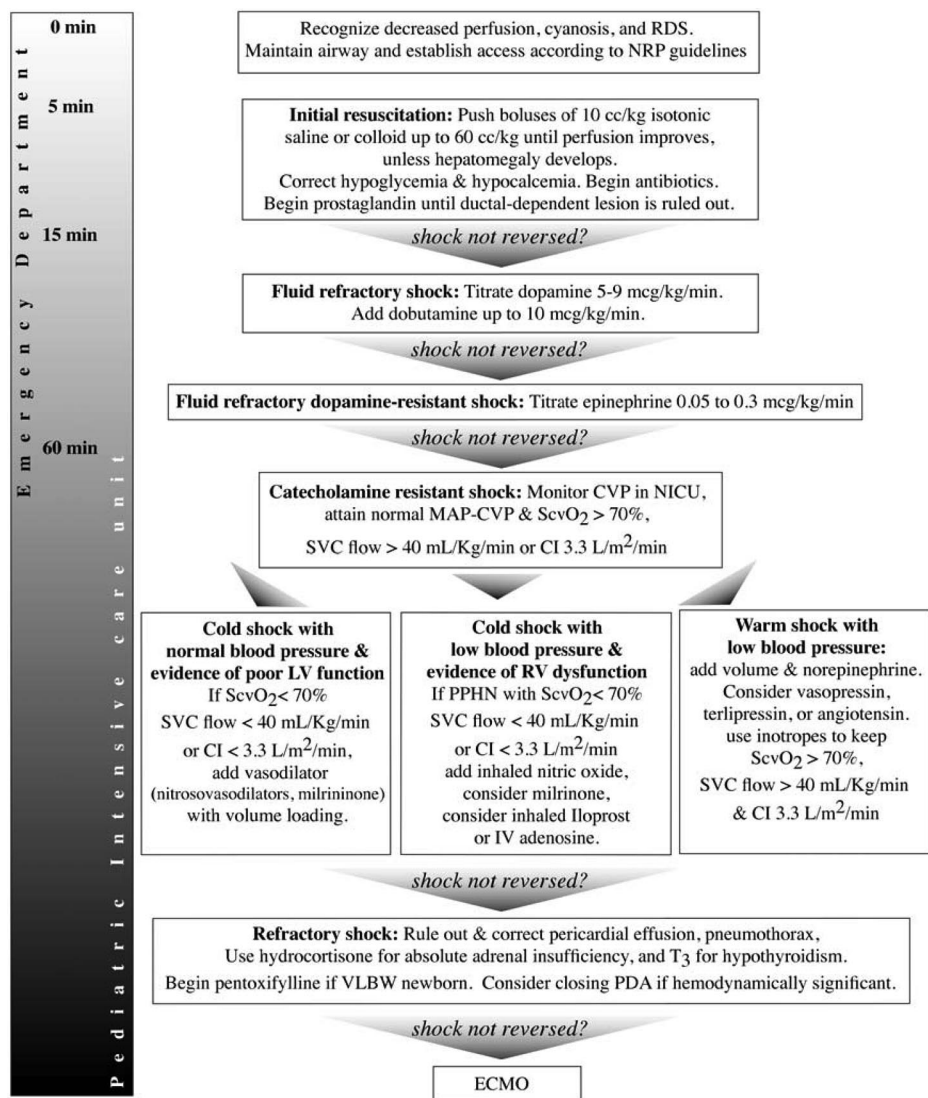 0 min
5 min
15 min
60 min
Emergency Department
Pediatric Intensive care unit
Recognize decreased perfusion, cyanosis, and RDS.
Maintain airway and establish access according to NRP guidelines
Initial resuscitation: Push boluses of 10 cc/kg isotonic
saline or colloid up to 60 cc/kg until perfusion improves,
unless hepatomegaly develops.
Correct hypoglycemia & hypocalcemia. Begin antibiotics.
Begin prostaglandin until ductal-dependent lesion is ruled out.
shock not reversed?
Fluid refractory shock: Titrate dopamine 5-9 mcg/kg/min.
Add dobutamine up to 10 mcg/kg/min.
shock not reversed?
Fluid refractory dopamine-resistant shock: Titrate epinephrine 0.05 to 0.3 mcg/kg/min
shock not reversed?
Catecholamine resistant shock: Monitor CVP in NICU,
attain normal MAP-CVP & ScvO2 > 70%,
SVC flow > 40 mL/Kg/min or CI 3.3 L/m2/min
Cold shock with
normal blood pressure &
evidence of poor LV function
If ScvO2< 70%
SVC flow < 40 mL/Kg/min
or CI < 3.3 L/m2/min,
add vasodilator
(nitrosovasodilators, milrininone)
with volume loading.
Cold shock with
low blood pressure &
evidence of RV dysfunction
If PPHN with ScvO2< 70%
SVC flow < 40 mL/Kg/min
or CI < 3.3 L/m2/min
add inhaled nitric oxide,
consider milrinone,
consider inhaled Iloprost
or IV adenosine.
Warm shock with
low blood pressure:
add volume & norepinephrine.
Consider vasopressin,
terlipressin, or angiotensin.
use inotropes to keep
ScvO2 > 70%,
SVC flow > 40 mL/Kg/min
& CI 3.3 L/m2/min
shock not reversed?
Refractory shock: Rule out & correct pericardial effusion, pneumothorax,
Use hydrocortisone for absolute adrenal insufficiency, and T3 for hypothyroidism.
Begin pentoxifylline if VLBW newborn. Consider closing PDA if hemodynamically significant.
shock not reversed?
ECMO